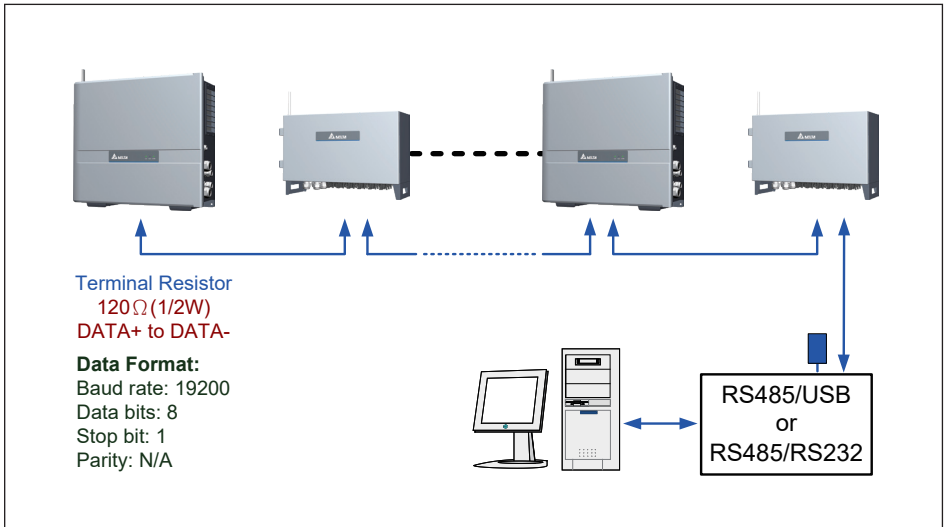 Terminal Resistor
120Ω(1/2W)
DATA+ to DATA-
Data Format:
Baud rate: 19200
Data bits: 8
Stop bit: 1
Parity: N/A
RS485/USB
or
RS485/RS232